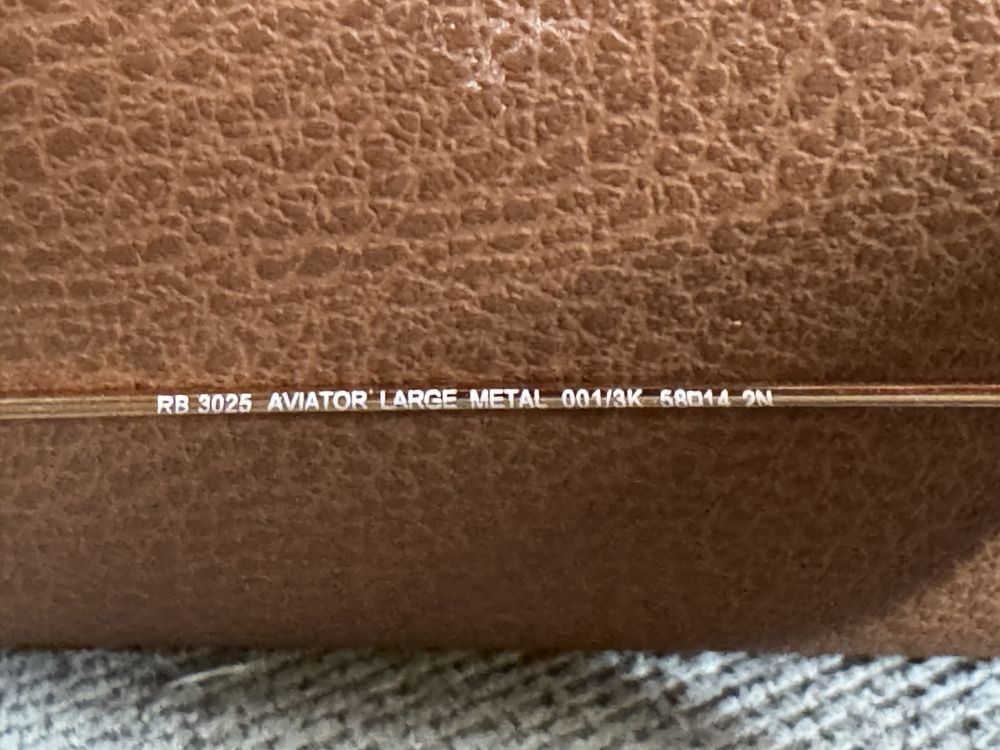 RB 3025 AVIATOR LARGE METAL 001/3K 58□14 2N